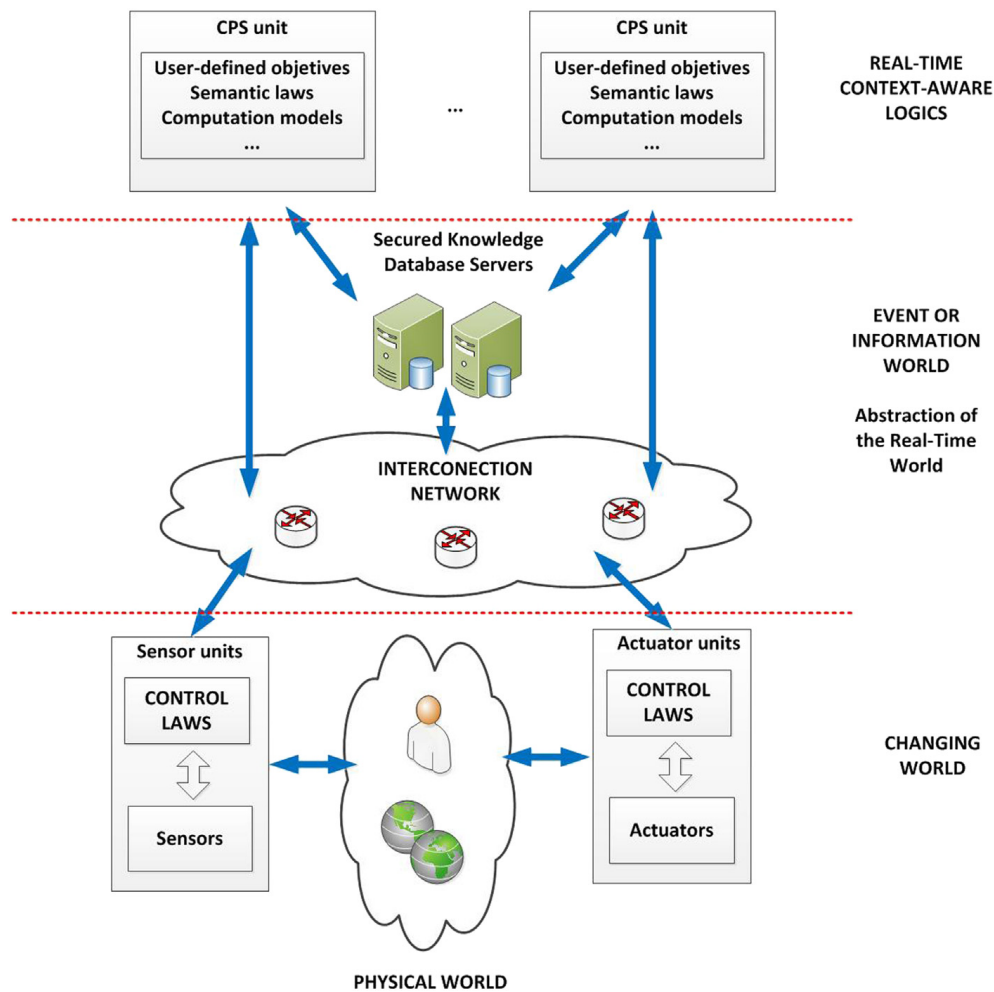 CPS unit
User-defined objetives
Semantic laws
Computation models
...
...
CPS unit
User-defined objetives
Semantic laws
Computation models
...
REAL-TIME
CONTEXT-AWARE
LOGICS
Secured Knowledge
Database Servers
EVENT OR
INFORMATION
WORLD
Abstraction of
the Real-Time
World
INTERCONECTION
NETWORK
Sensor units
CONTROL
LAWS
Sensors
Actuator units
CONTROL
LAWS
Actuators
CHANGING
WORLD
PHYSICAL WORLD